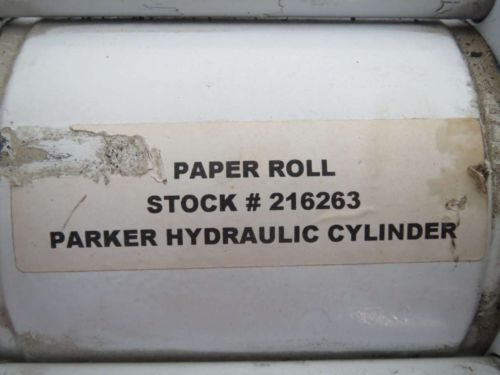 PAPER ROLL
STOCK # 216263
PARKER HYDRAULIC CYLINDER